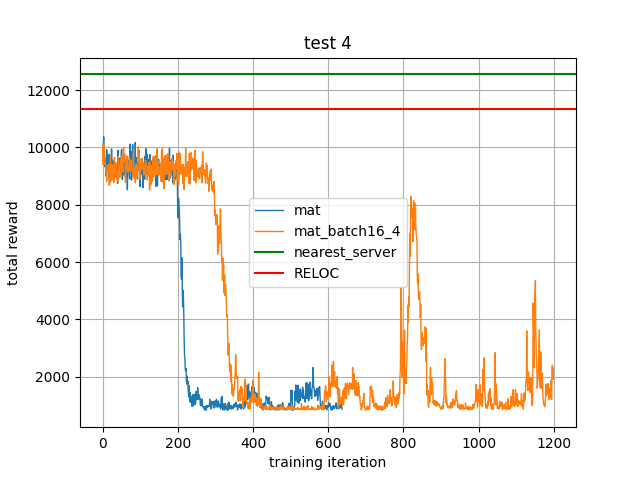 test 4
total reward
12000
10000
8000
6000
4000
2000
mat
mat_batch16_4
nearest_server
RELOC
0 200 400 600 800 1000 1200
training iteration